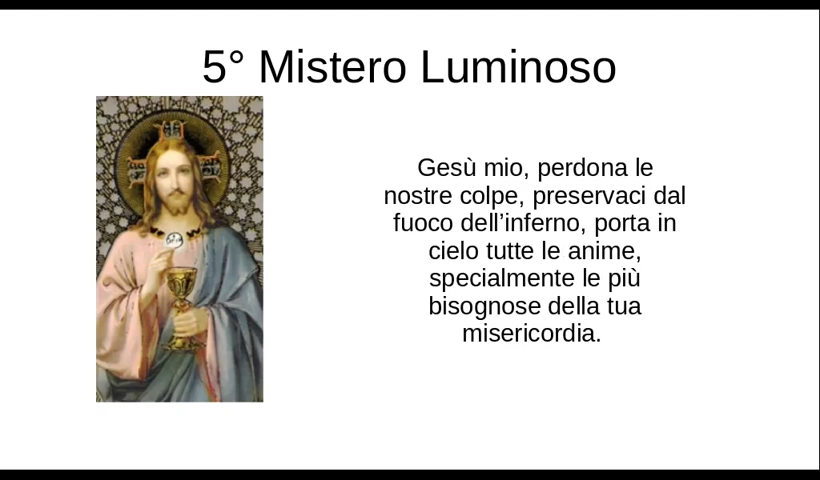 5° Mistero Luminoso
Gesù mio, perdona le
nostre colpe, preservaci dal
fuoco dell’inferno, porta in
cielo tutte le anime,
specialmente le più
bisognose della tua
misericordia.